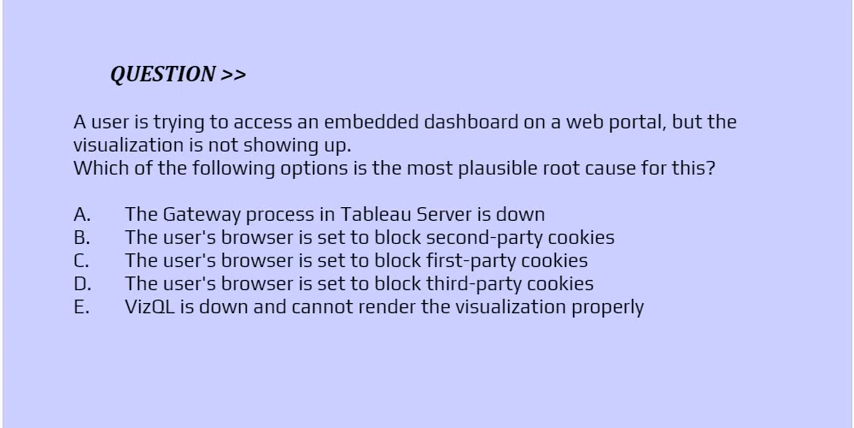 QUESTION >>
A user is trying to access an embedded dashboard on a web portal, but the
visualization is not showing up.
Which of the following options is the most plausible root cause for this?
A. The Gateway process in Tableau Server is down
B. The user's browser is set to block second-party cookies
C. The user's browser is set to block first-party cookies
D. The user's browser is set to block third-party cookies
E. VizQL is down and cannot render the visualization properly